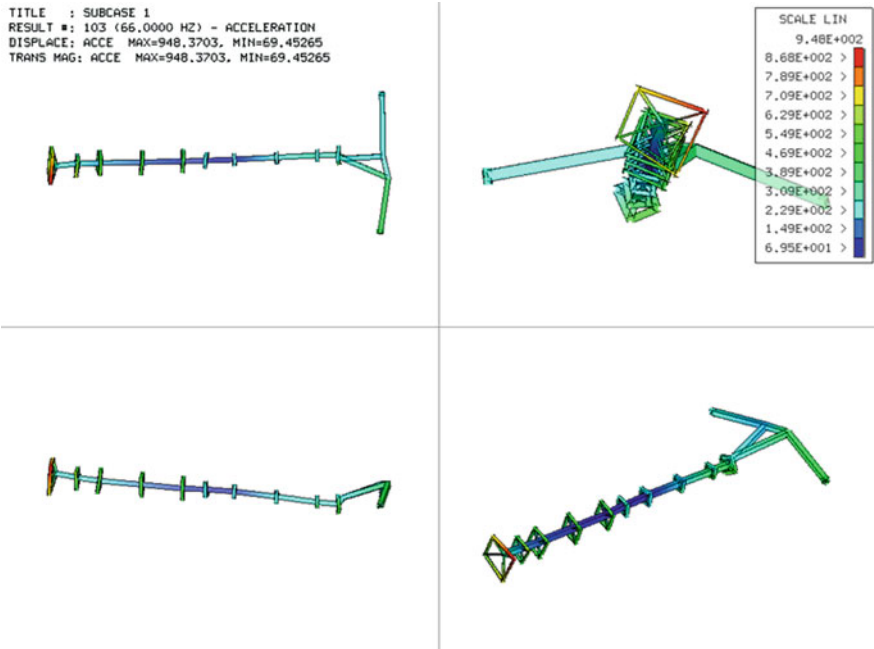 TITLE : SUBCASE 1
RESULT #: 103 (66.0000 HZ) - ACCELERATION
DISPLACE: ACCE MAX=948.3703, MIN=69.45265
TRANS MAG: ACCE MAX=948.3703, MIN=69.45265
SCALE LIN
9.48E+002
8.68E+002 >
7.89E+002 >
7.09E+002 >
6.29E+002 >
5.49E+002 >
4.69E+002 >
3.89E+002 >
3.09E+002 >
2.29E+002 >
1.49E+002 >
6.95E+001 >